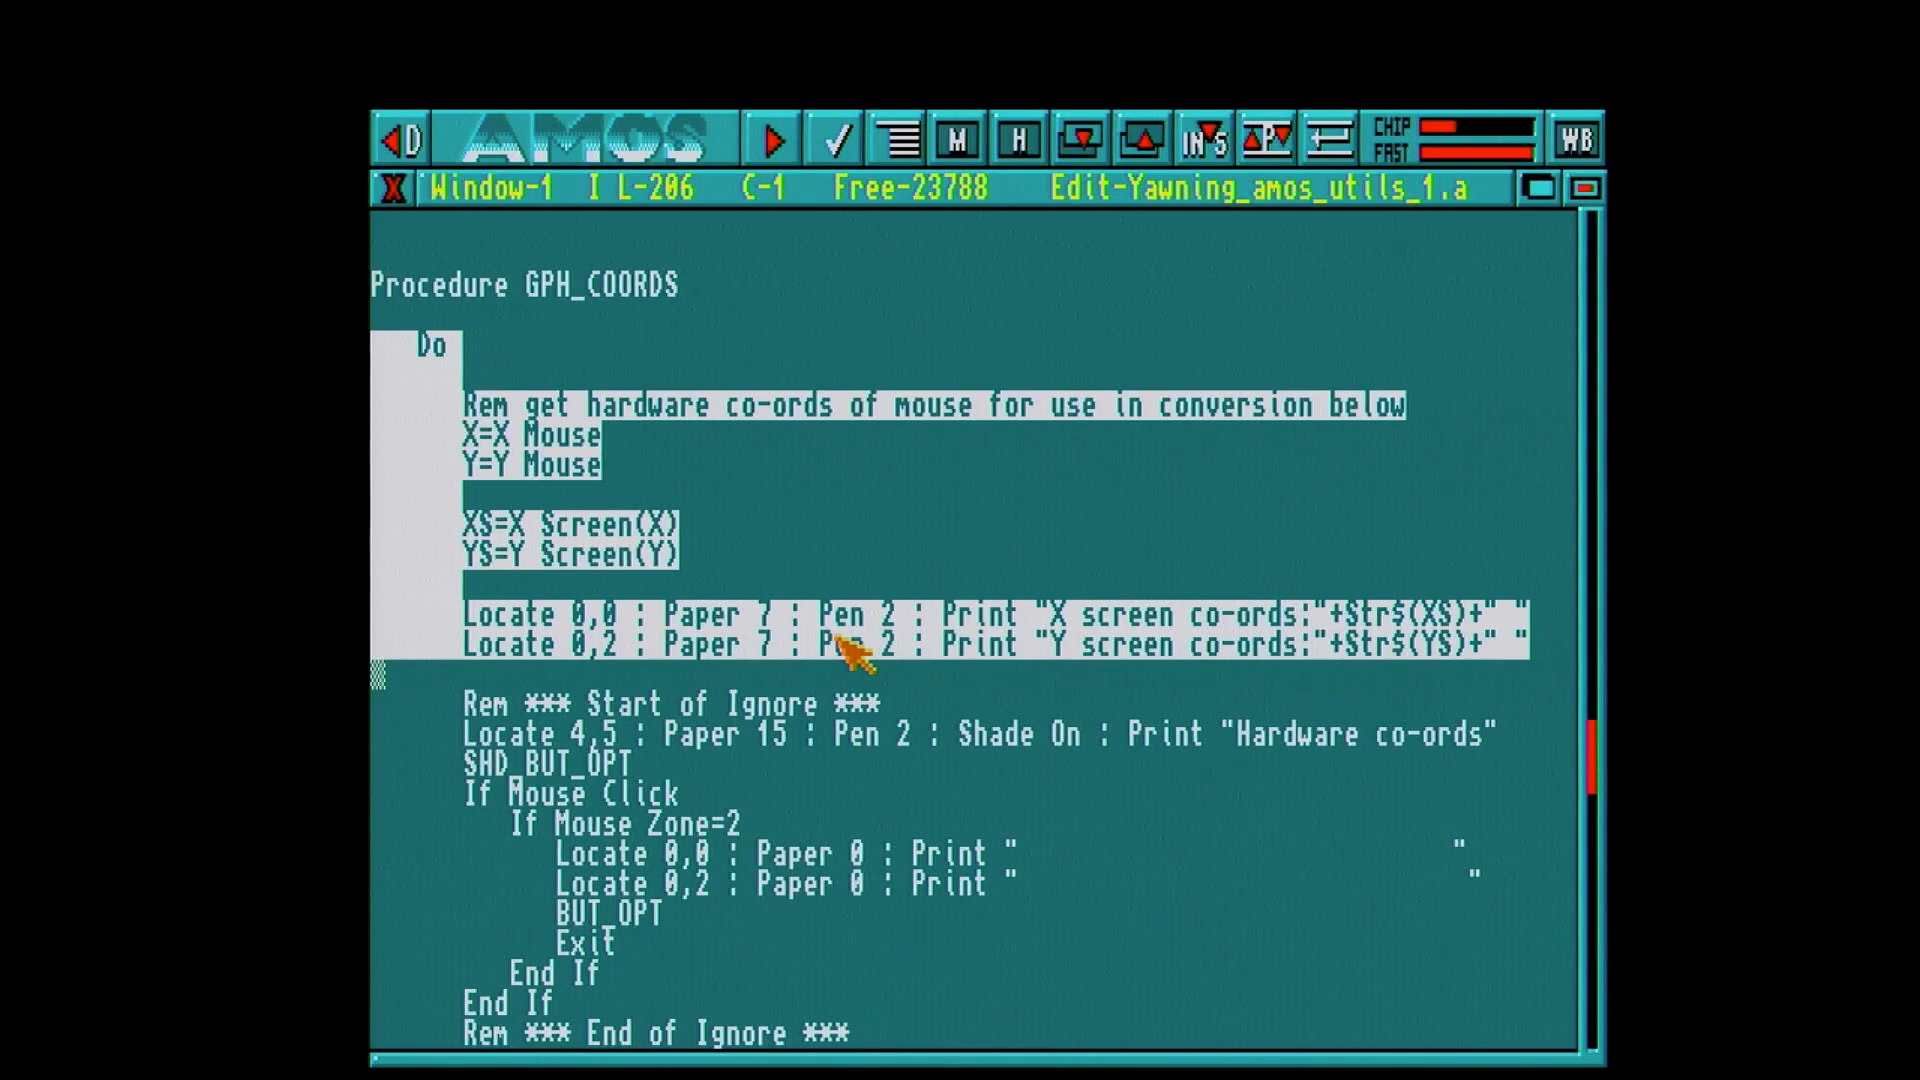 D AMOS M H INS P CHIP FAST WB
X Window-1 I L-206 C-1 Free-23788 Edit-Yawning_amos_utils_1.a
Procedure GPH_COORDS
Do
Rem get hardware co-ords of mouse for use in conversion below
X=X Mouse
Y=Y Mouse
XS=X Screen(X)
YS=Y Screen(Y)
Locate 0,0 : Paper 7 : Pen 2 : Print "X screen co-ords:"+Str$(XS)+" "
Locate 0,2 : Paper 7 : Pen 2 : Print "Y screen co-ords:"+Str$(YS)+" "
Rem *** Start of Ignore ***
Locate 4,5 : Paper 15 : Pen 2 : Shade On : Print "Hardware co-ords"
SHD_BUT_OPT
If Mouse Click
If Mouse Zone=2
Locate 0,0 : Paper 0 : Print "                            "
Locate 0,2 : Paper 0 : Print "                             "
BUT_OPT
Exit
End If
End If
Rem *** End of Ignore ***